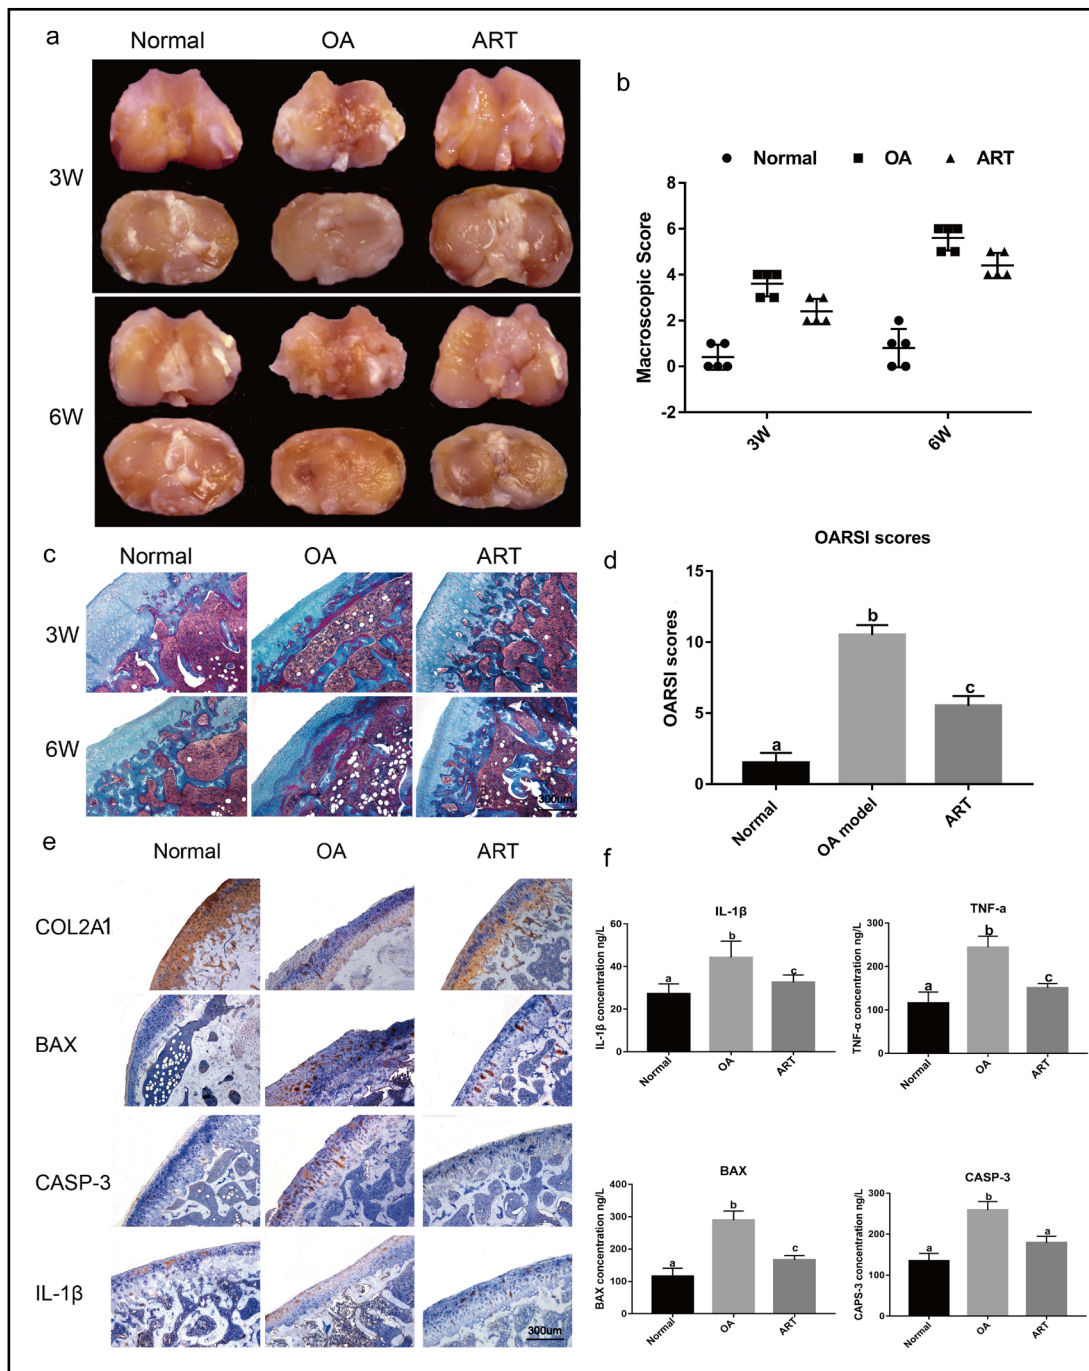 a
Normal OA ART
3W
6W
b
Normal OA ART
Macroscopic Score
8
6
4
2
0
-2
3W 6W
c
Normal OA ART
3W
6W
300um
d
OARSI scores
OARSI scores
15
10
5
0
a b c
Normal OA model ART
e
Normal OA ART
COL2A1
BAX
CASP-3
IL-1β
300um
f
IL-1β
IL-1β concentration ng/L
60
40
20
0
a b c
Normal OA ART
TNF-a
TNF-α concentration ng/L
300
200
100
0
a b c
Normal OA ART
BAX
BAX concentration ng/L
400
300
200
100
0
a b c
Normal OA ART
CASP-3
CAPS-3 concentration ng/L
300
200
100
0
a b a
Normal OA ART